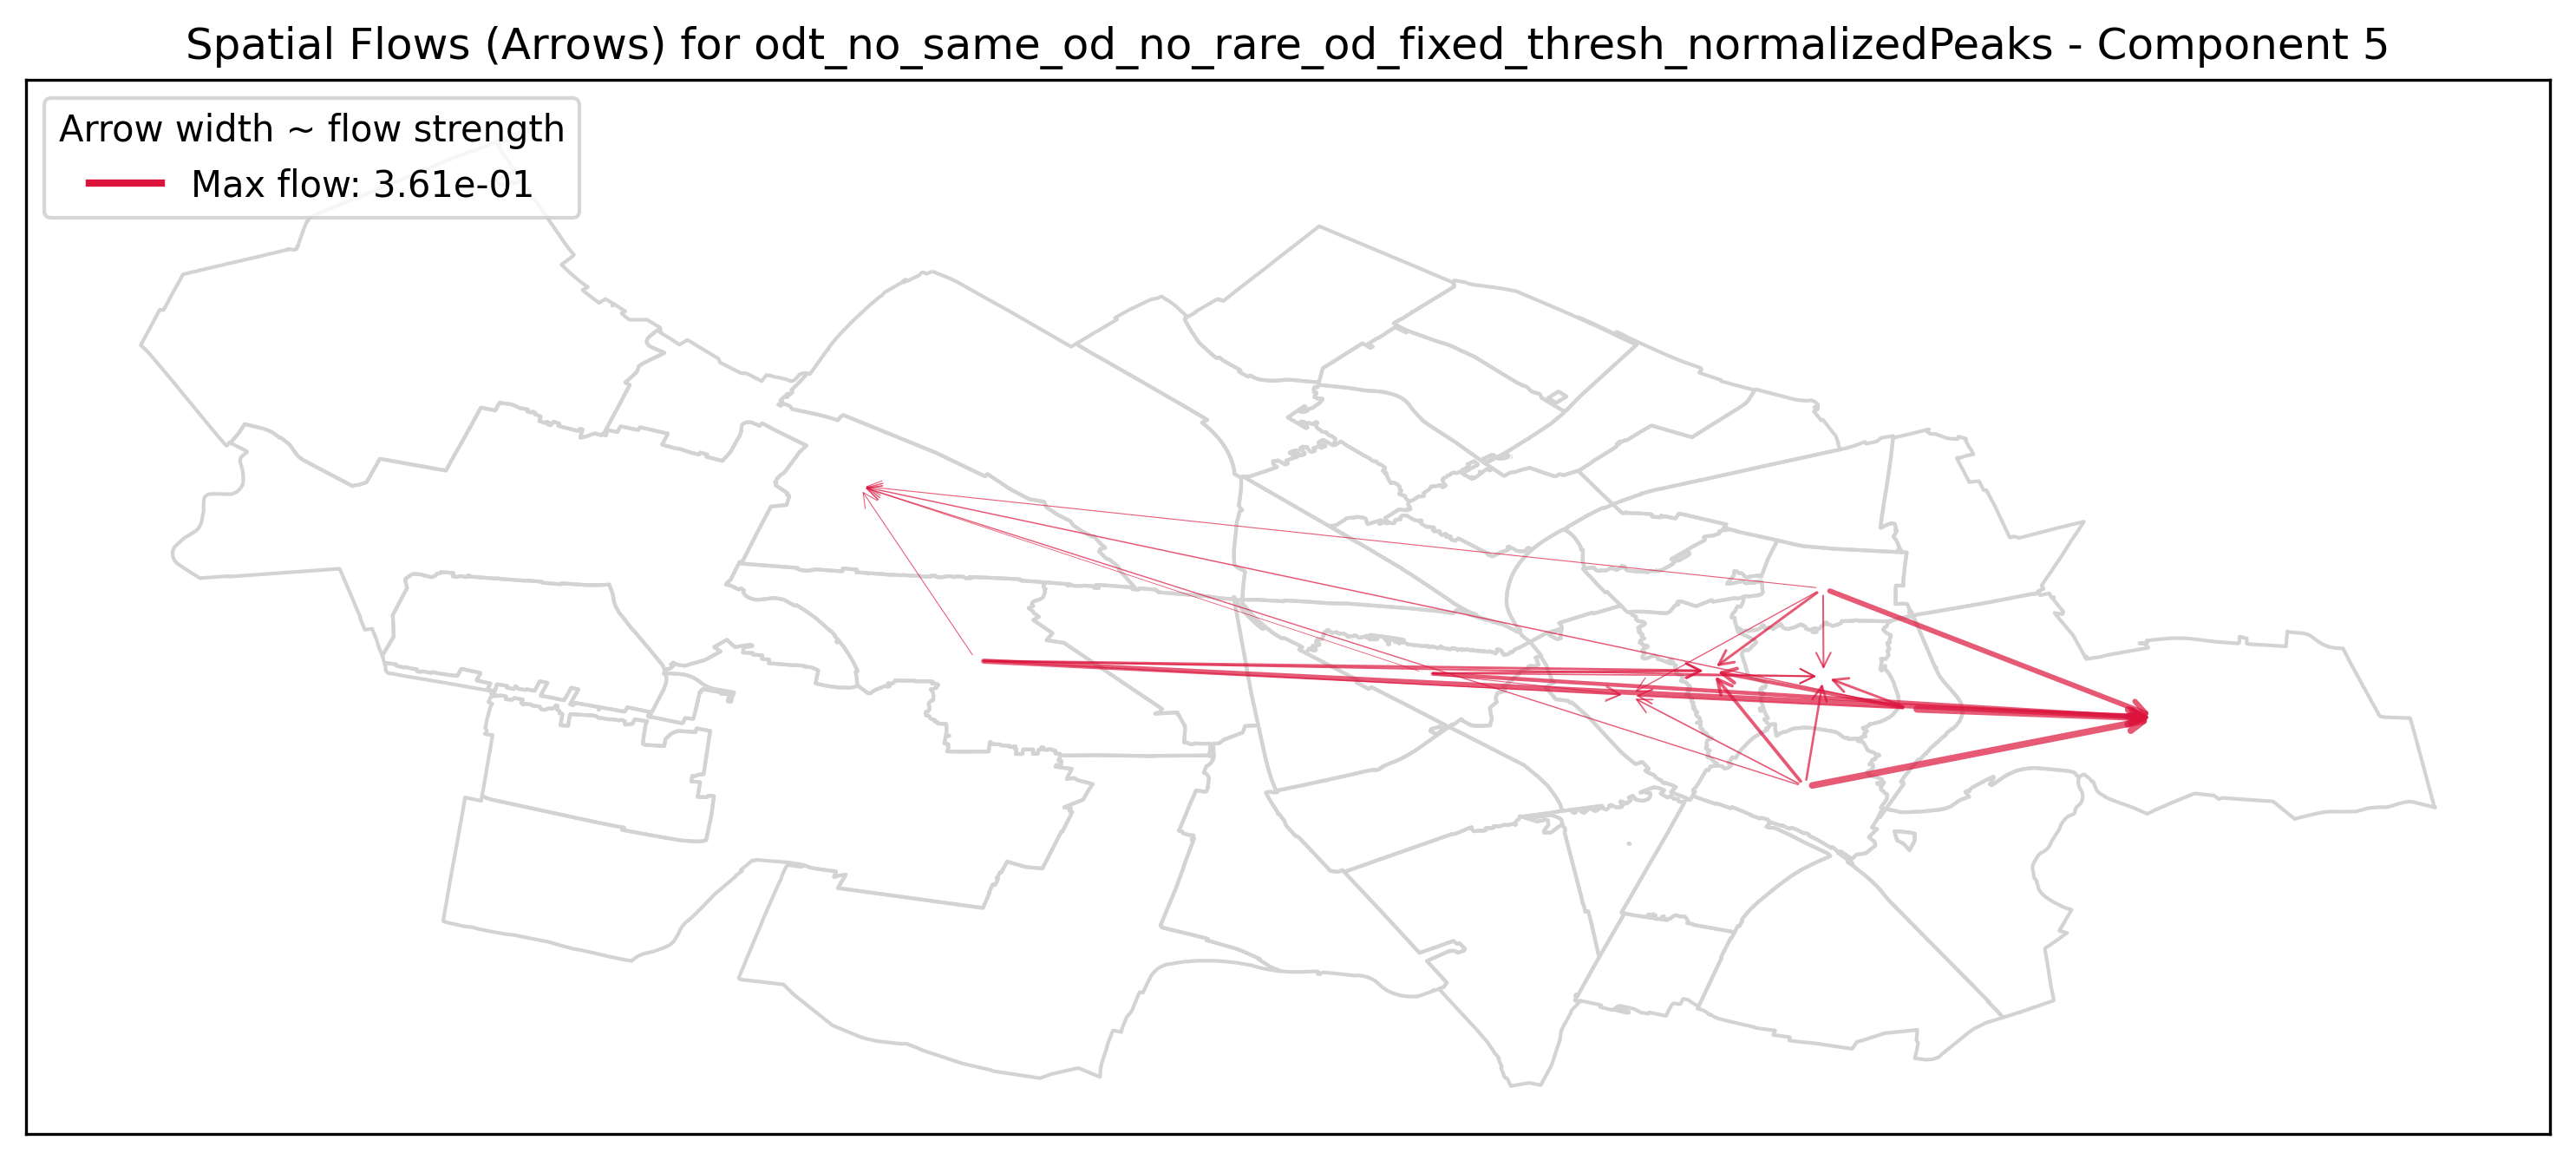 Spatial Flows (Arrows) for odt_no_same_od_no_rare_od_fixed_thresh_normalizedPeaks - Component 5
Arrow width ~ flow strength
Max flow: 3.61e-01